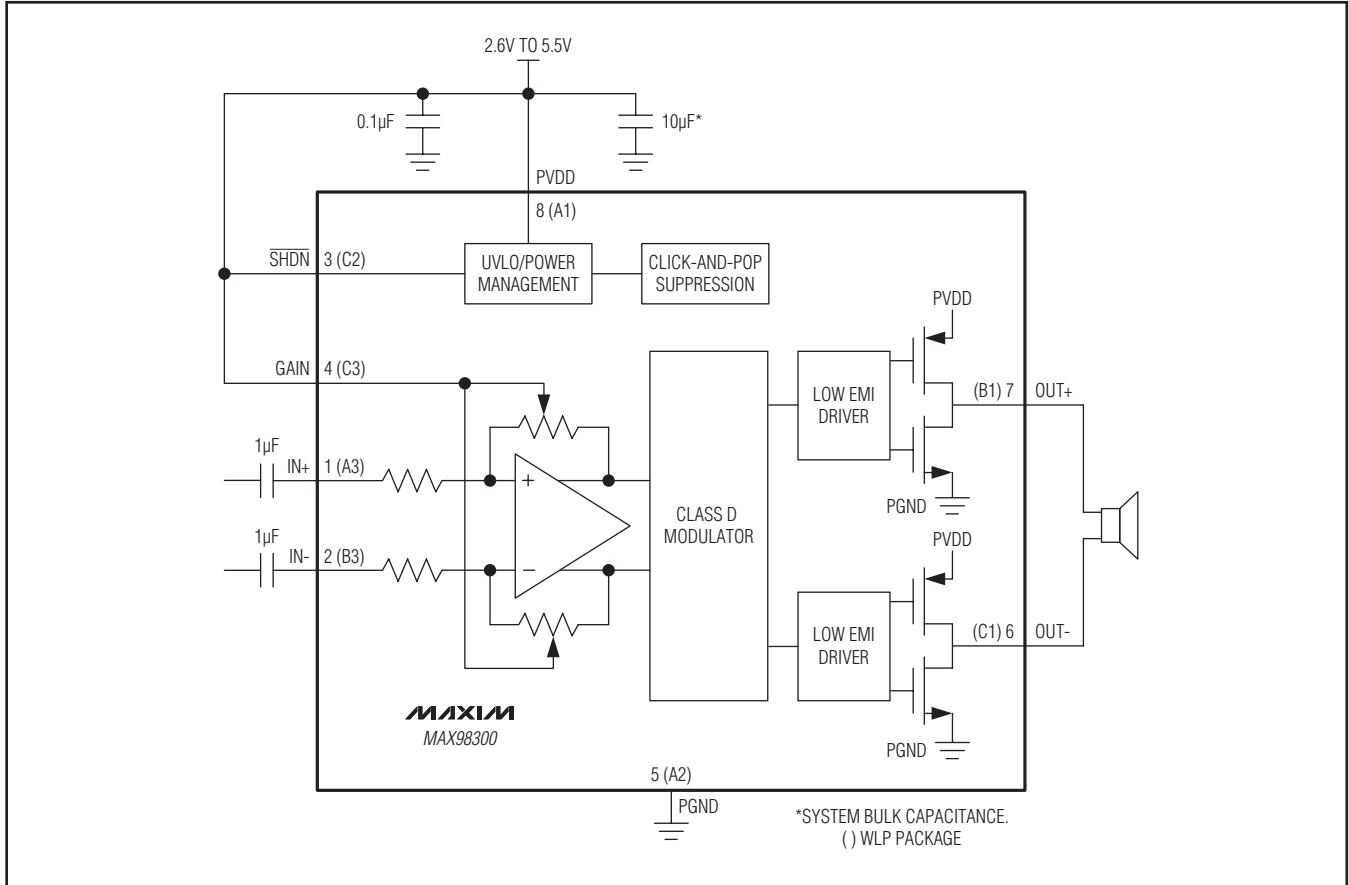 2.6V TO 5.5V
0.1µF
10µF*
PVDD
8 (A1)
SHDN
3 (C2)
UVLO/POWER
MANAGEMENT
CLICK-AND-POP
SUPPRESSION
PVDD
GAIN
4 (C3)
LOW EMI
DRIVER
(B1) 7
OUT+
1µF
IN+
1 (A3)
+
PGND
CLASS D
MODULATOR
1µF
IN-
2 (B3)
−
PVDD
LOW EMI
DRIVER
(C1) 6
OUT-
MAXIM
MAX98300
PGND
5 (A2)
PGND
*SYSTEM BULK CAPACITANCE.
( ) WLP PACKAGE